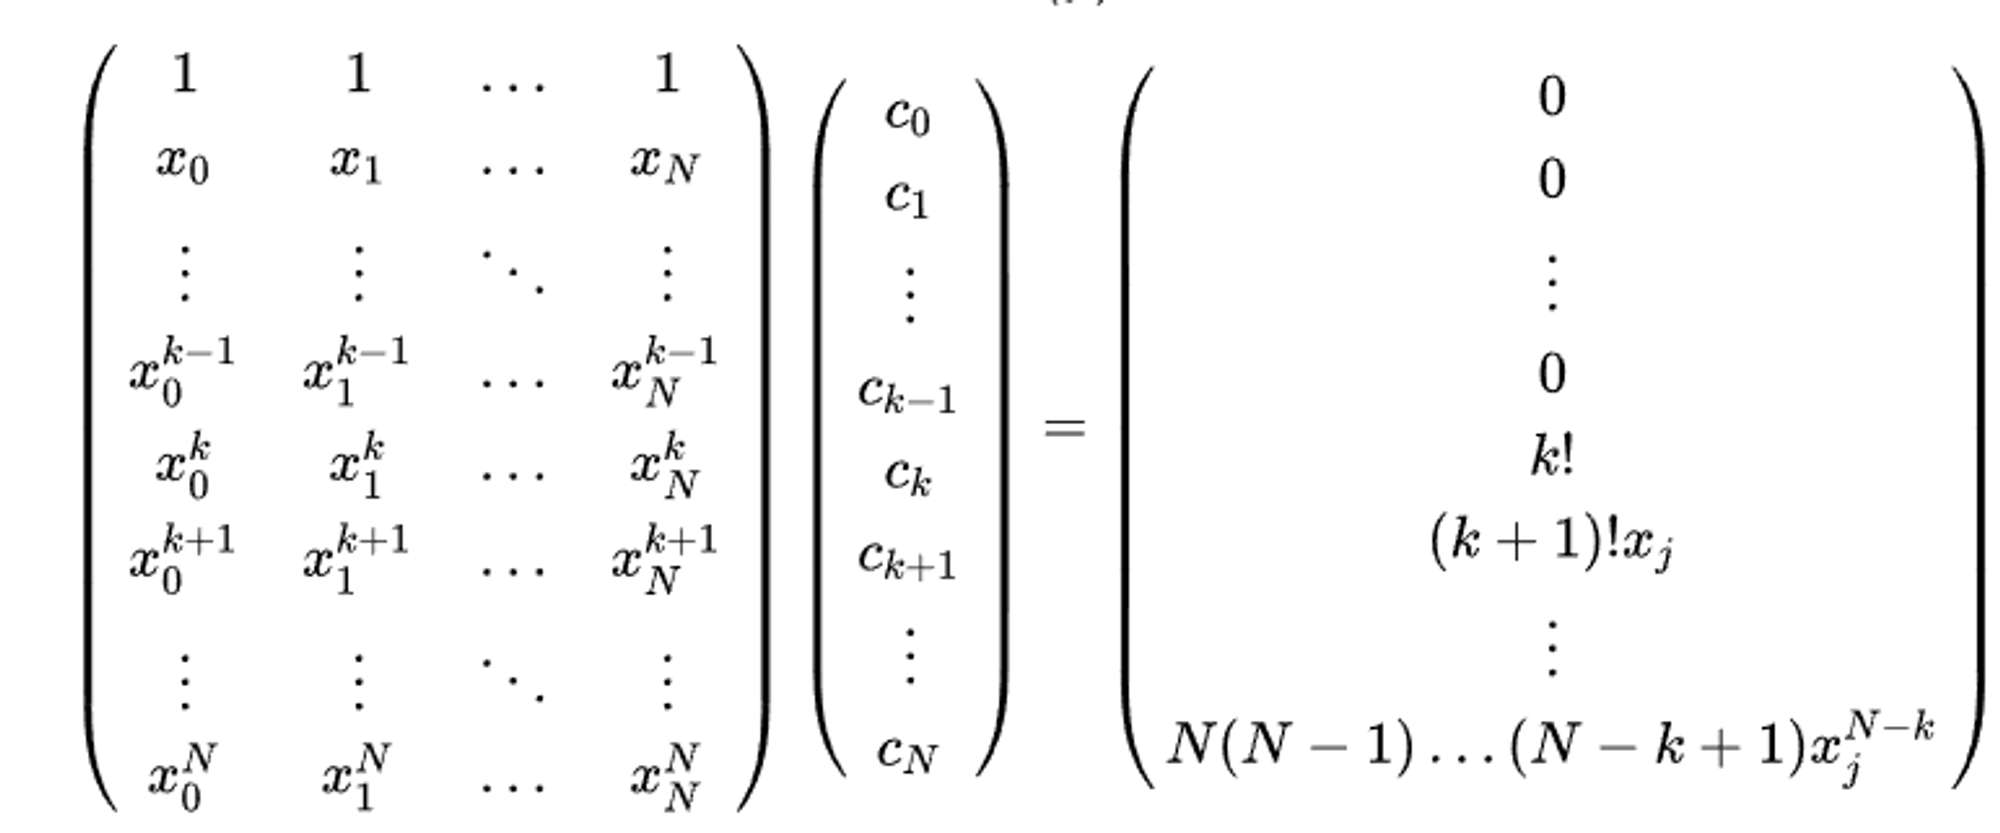 \begin{pmatrix} 1 & 1 & \dots & 1 \\ x_0 & x_1 & \dots & x_N \\ \vdots & \vdots & \ddots & \vdots \\ x_0^{k-1} & x_1^{k-1} & \dots & x_N^{k-1} \\ x_0^k & x_1^k & \dots & x_N^k \\ x_0^{k+1} & x_1^{k+1} & \dots & x_N^{k+1} \\ \vdots & \vdots & \ddots & \vdots \\ x_0^N & x_1^N & \dots & x_N^N \end{pmatrix} \begin{pmatrix} c_0 \\ c_1 \\ \vdots \\ c_{k-1} \\ c_k \\ c_{k+1} \\ \vdots \\ c_N \end{pmatrix} = \begin{pmatrix} 0 \\ 0 \\ \vdots \\ 0 \\ k! \\ (k+1)!x_j \\ \vdots \\ N(N-1)\dots(N-k+1)x_j^{N-k} \end{pmatrix}